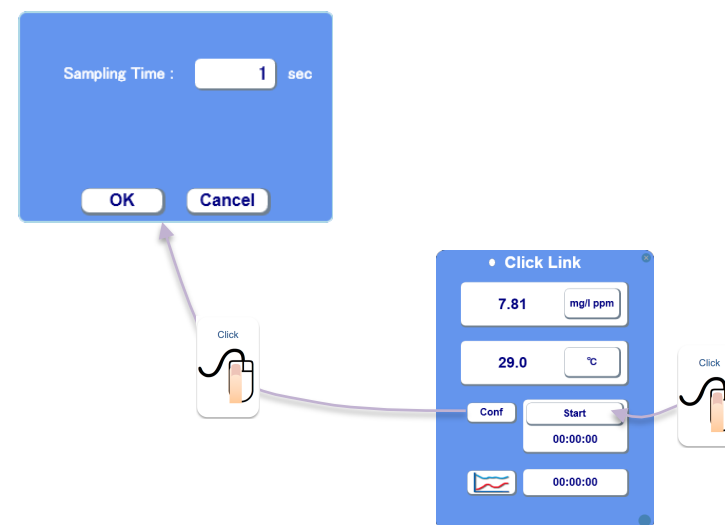 Sampling Time : 1 sec
OK Cancel
Click
• Click Link
7.81 mg/l ppm
29.0 ℃
Click
Conf Start
00:00:00
00:00:00